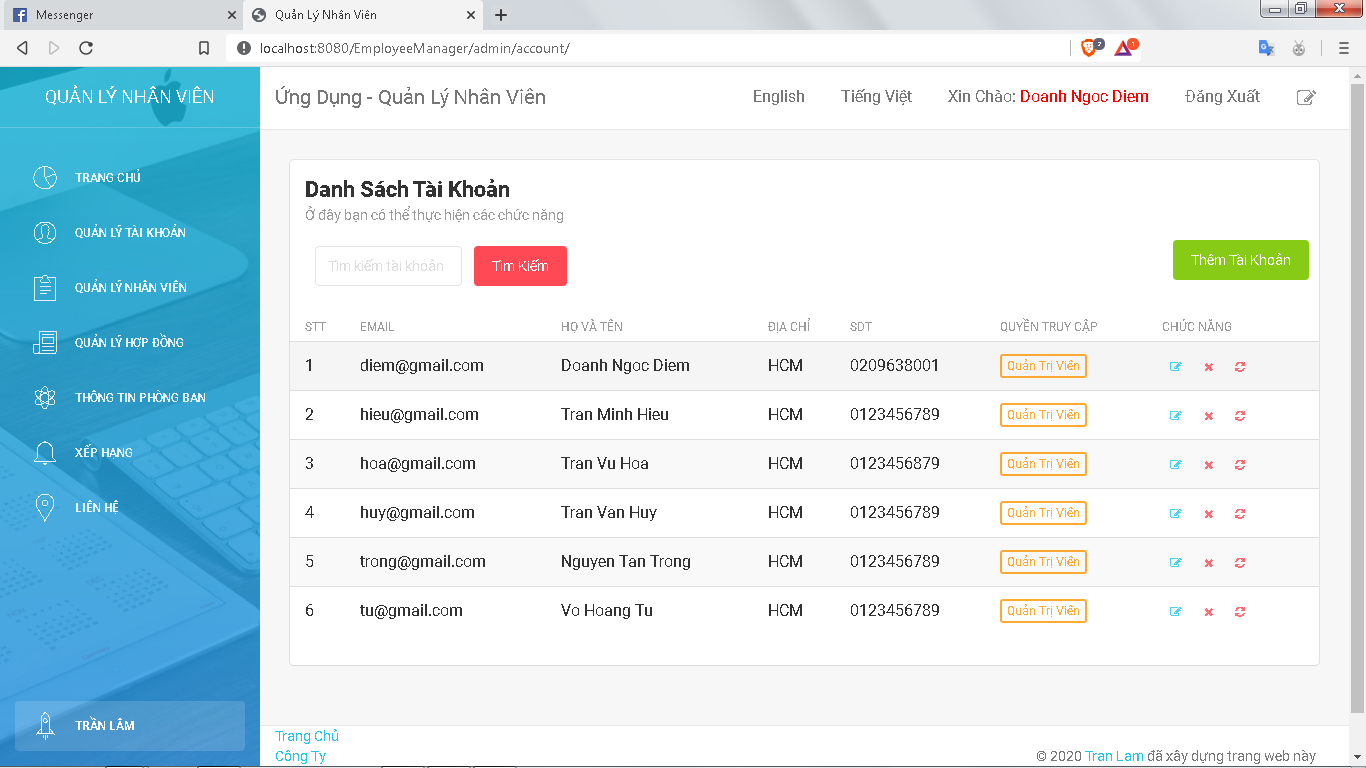 Messenger
Quản Lý Nhân Viên
localhost:8080/EmployeeManager/admin/account/
7
1
QUẢN LÝ NHÂN VIÊN
Ứng Dụng - Quản Lý Nhân Viên
English
Tiếng Việt
Xin Chào: Doanh Ngoc Diem
Đăng Xuất
TRANG CHỦ
QUẢN LÝ TÀI KHOẢN
QUẢN LÝ NHÂN VIÊN
QUẢN LÝ HỢP ĐỒNG
THÔNG TIN PHÒNG BAN
XẾP HẠNG
LIÊN HỆ
TRẦN LÂM
Danh Sách Tài Khoản
Ở đây bạn có thể thực hiện các chức năng
Tìm kiếm tài khoản
Tìm Kiếm
Thêm Tài Khoản
STT EMAIL HỌ VÀ TÊN ĐỊA CHỈ SDT QUYỀN TRUY CẬP CHỨC NĂNG
1 diem@gmail.com Doanh Ngoc Diem HCM 0209638001 Quản Trị Viên
2 hieu@gmail.com Tran Minh Hieu HCM 0123456789 Quản Trị Viên
3 hoa@gmail.com Tran Vu Hoa HCM 0123456879 Quản Trị Viên
4 huy@gmail.com Tran Van Huy HCM 0123456789 Quản Trị Viên
5 trong@gmail.com Nguyen Tan Trong HCM 0123456789 Quản Trị Viên
6 tu@gmail.com Vo Hoang Tu HCM 0123456789 Quản Trị Viên
Trang Chủ
Công Ty
© 2020 Tran Lam đã xây dựng trang web này